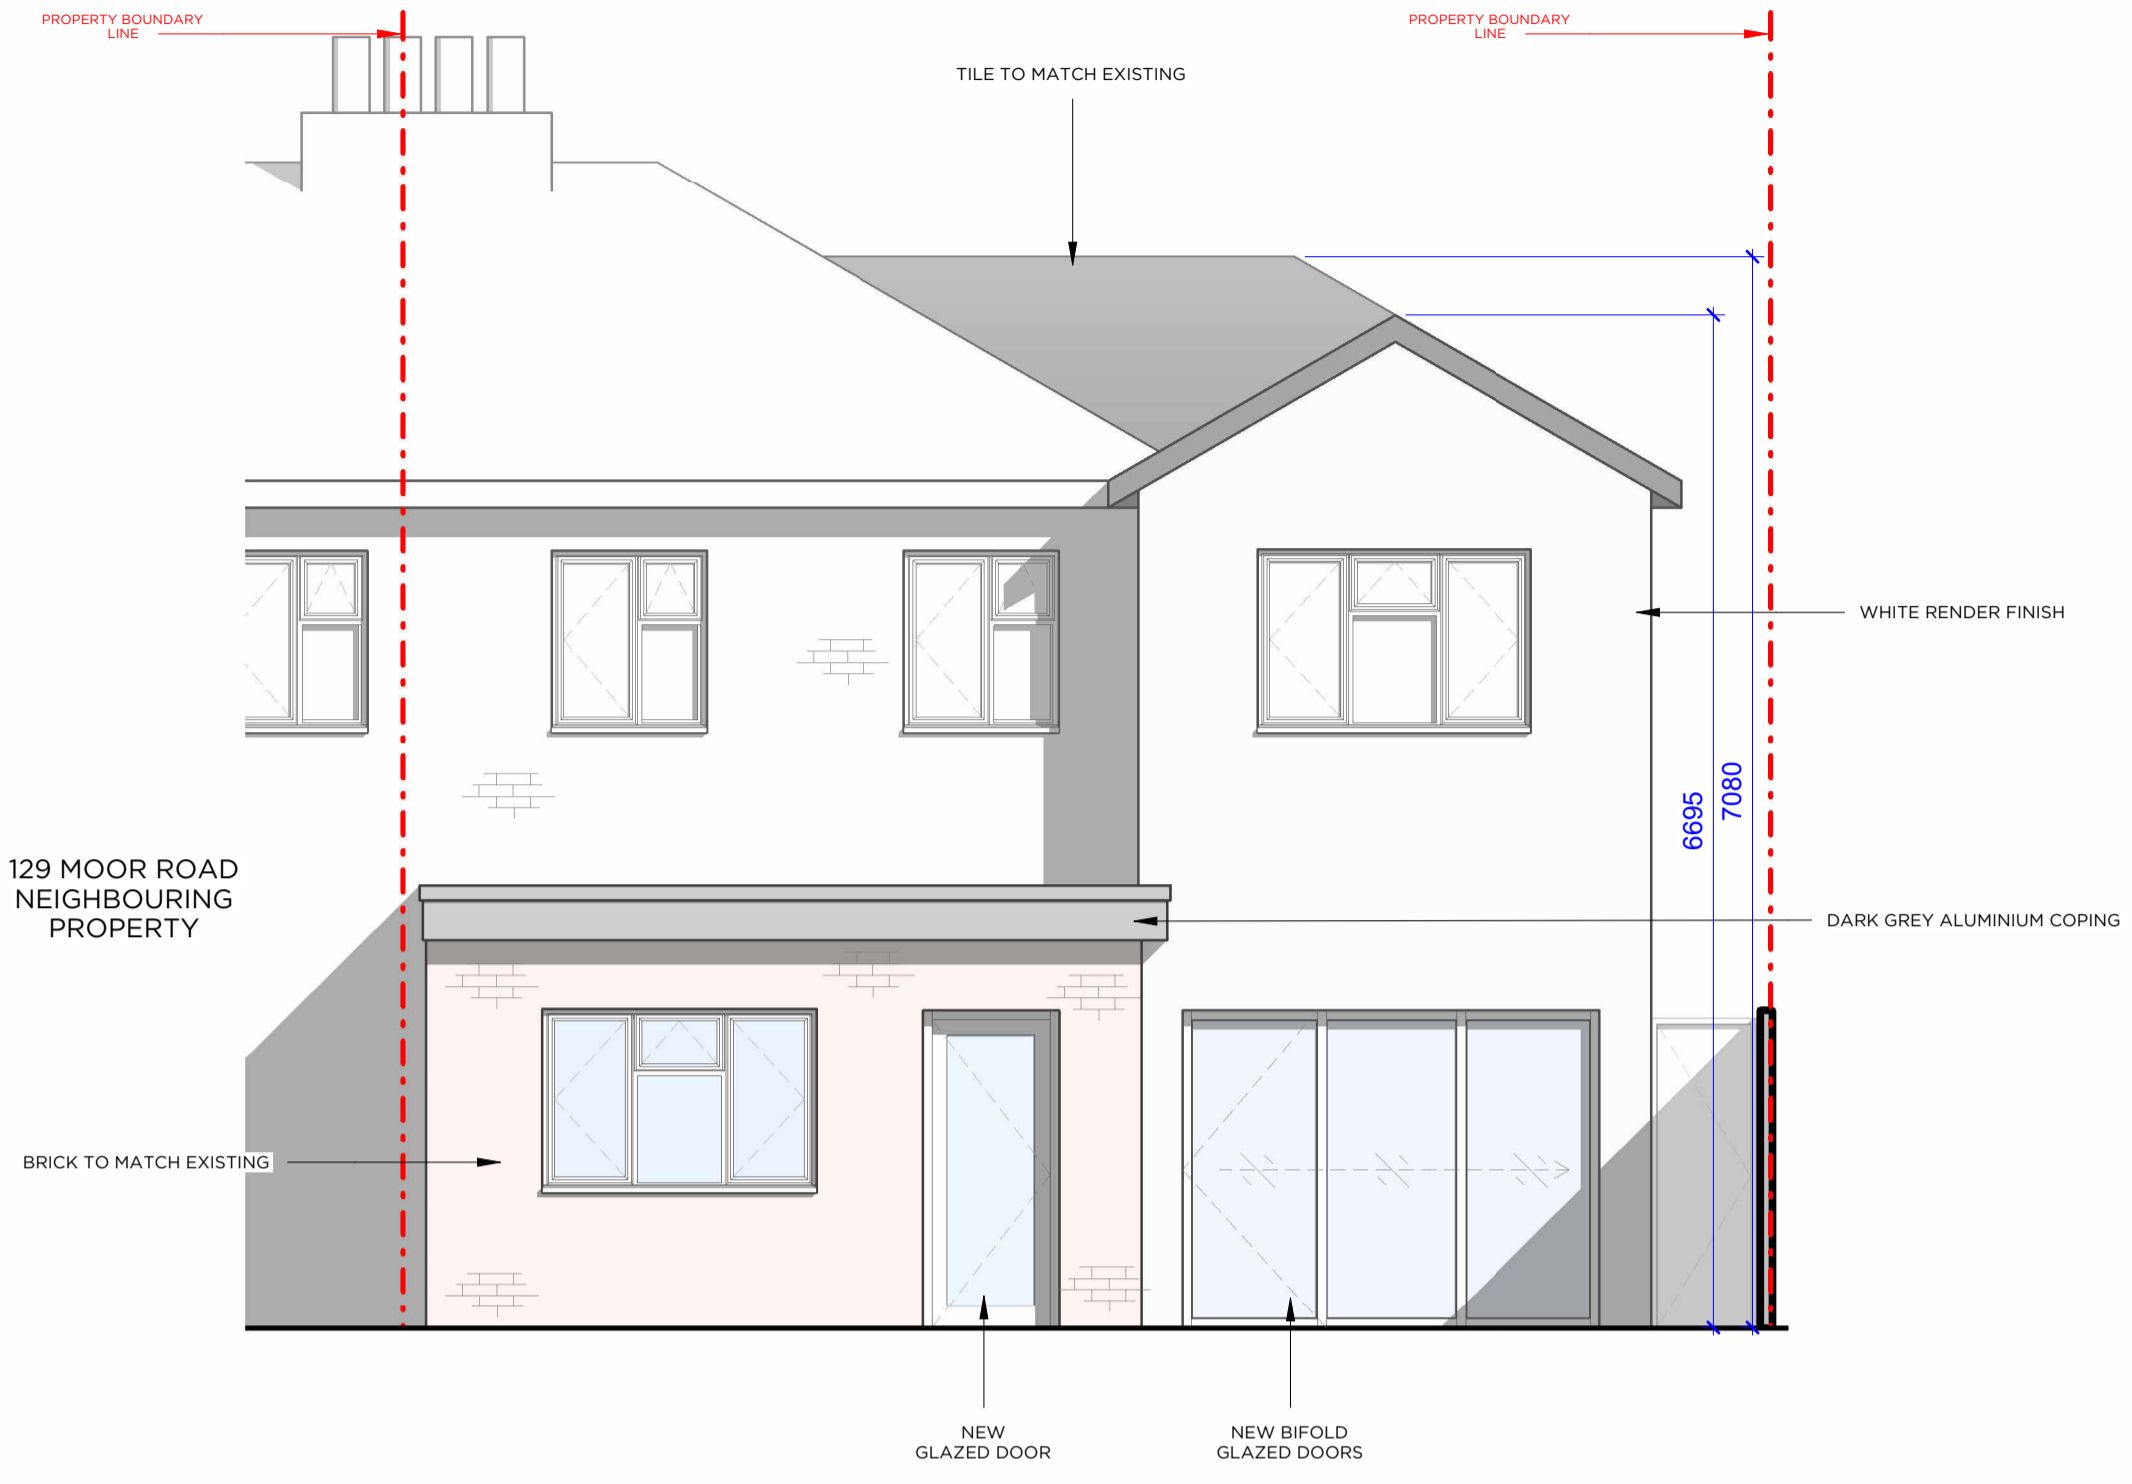 PROPERTY BOUNDARY
LINE
PROPERTY BOUNDARY
LINE
TILE TO MATCH EXISTING
WHITE RENDER FINISH
6695
7080
129 MOOR ROAD
NEIGHBOURING
PROPERTY
DARK GREY ALUMINIUM COPING
BRICK TO MATCH EXISTING
NEW
GLAZED DOOR
NEW BIFOLD
GLAZED DOORS